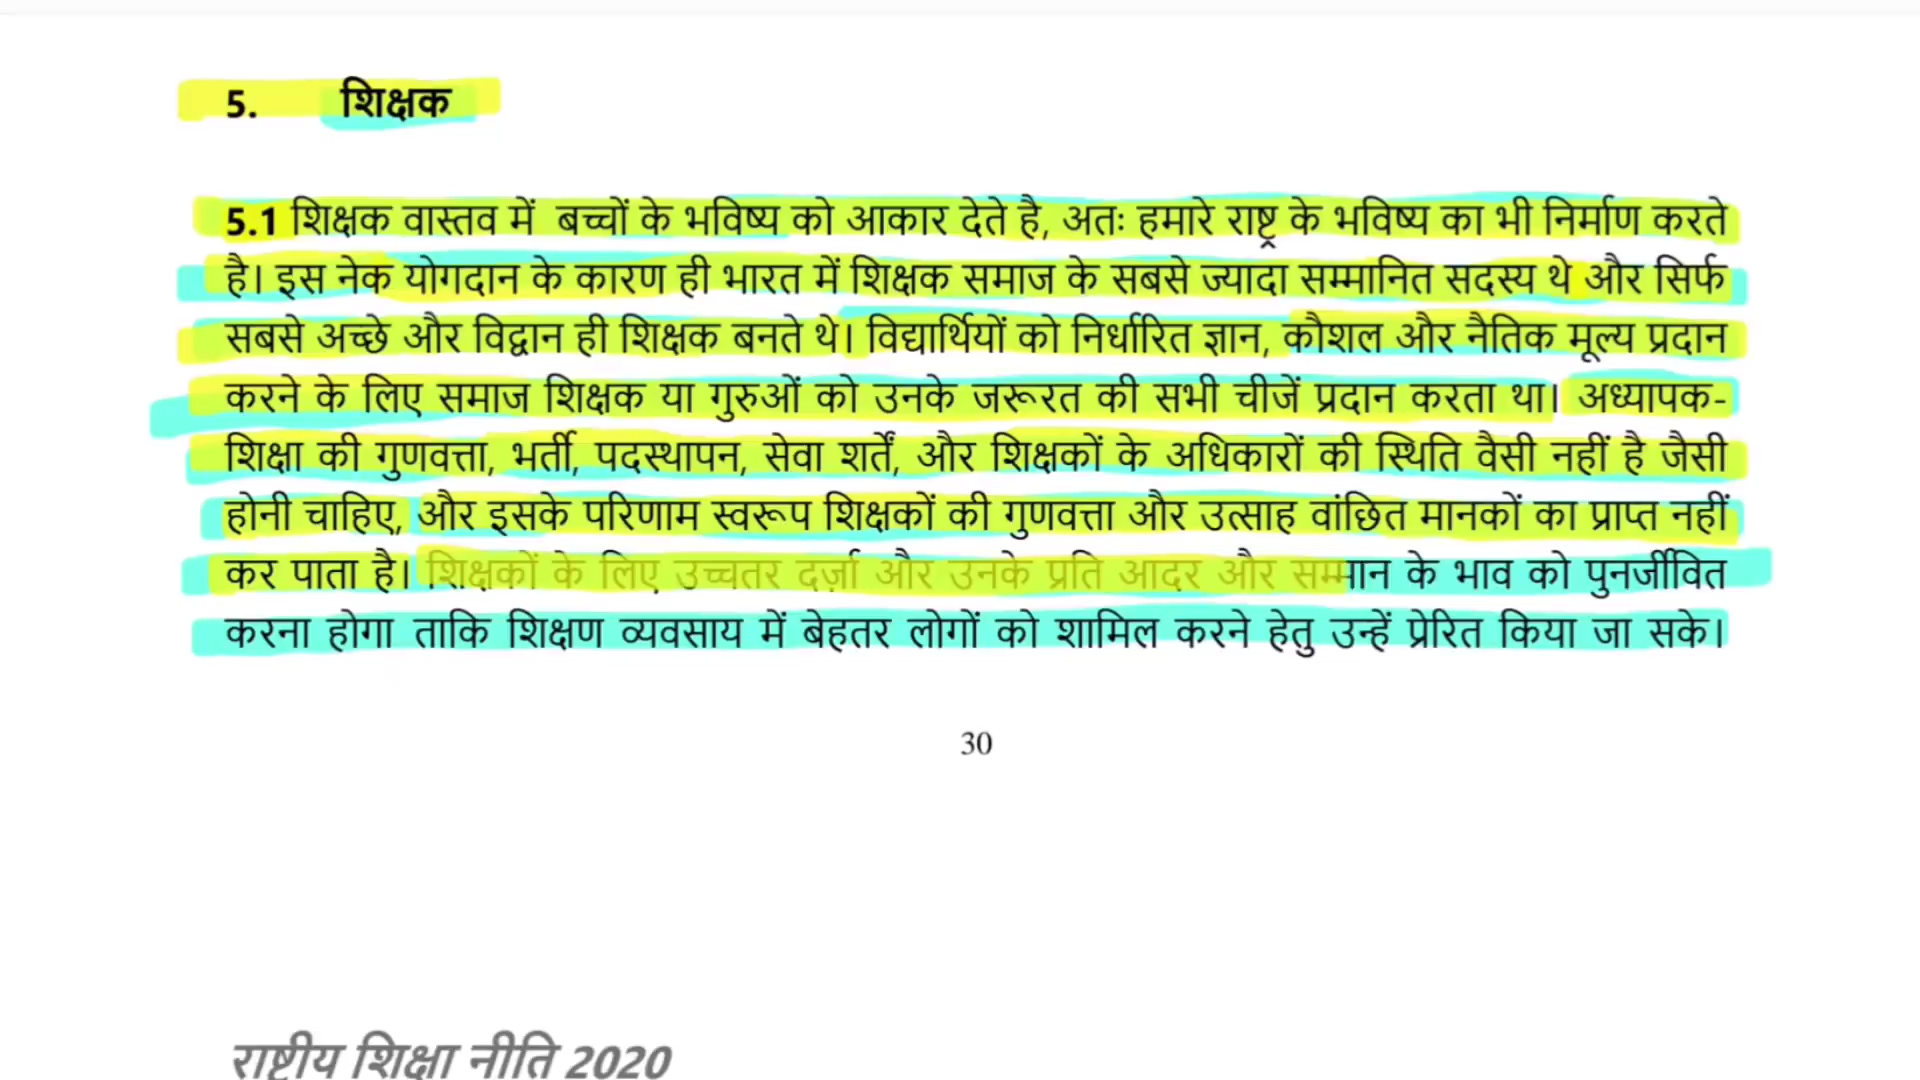 5. शिक्षक
5.1 शिक्षक वास्तव में बच्चों के भविष्य को आकार देते है, अतः हमारे राष्ट्र के भविष्य का भी निर्माण करते
है। इस नेक योगदान के कारण ही भारत में शिक्षक समाज के सबसे ज्यादा सम्मानित सदस्य थे और सिर्फ
सबसे अच्छे और विद्वान ही शिक्षक बनते थे। विद्यार्थियों को निर्धारित ज्ञान, कौशल और नैतिक मूल्य प्रदान
करने के लिए समाज शिक्षक या गुरुओं को उनके जरूरत की सभी चीजें प्रदान करता था। अध्यापक-
शिक्षा की गुणवत्ता, भर्ती, पदस्थापन, सेवा शर्तें, और शिक्षकों के अधिकारों की स्थिति वैसी नहीं है जैसी
होनी चाहिए, और इसके परिणाम स्वरूप शिक्षकों की गुणवत्ता और उत्साह वांछित मानकों का प्राप्त नहीं
कर पाता है। शिक्षकों के लिए उच्चतर दर्ज़ा और उनके प्रति आदर और सम्मान के भाव को पुनर्जीवित
करना होगा ताकि शिक्षण व्यवसाय में बेहतर लोगों को शामिल करने हेतु उन्हें प्रेरित किया जा सके।
30
राष्ट्रीय शिक्षा नीति 2020